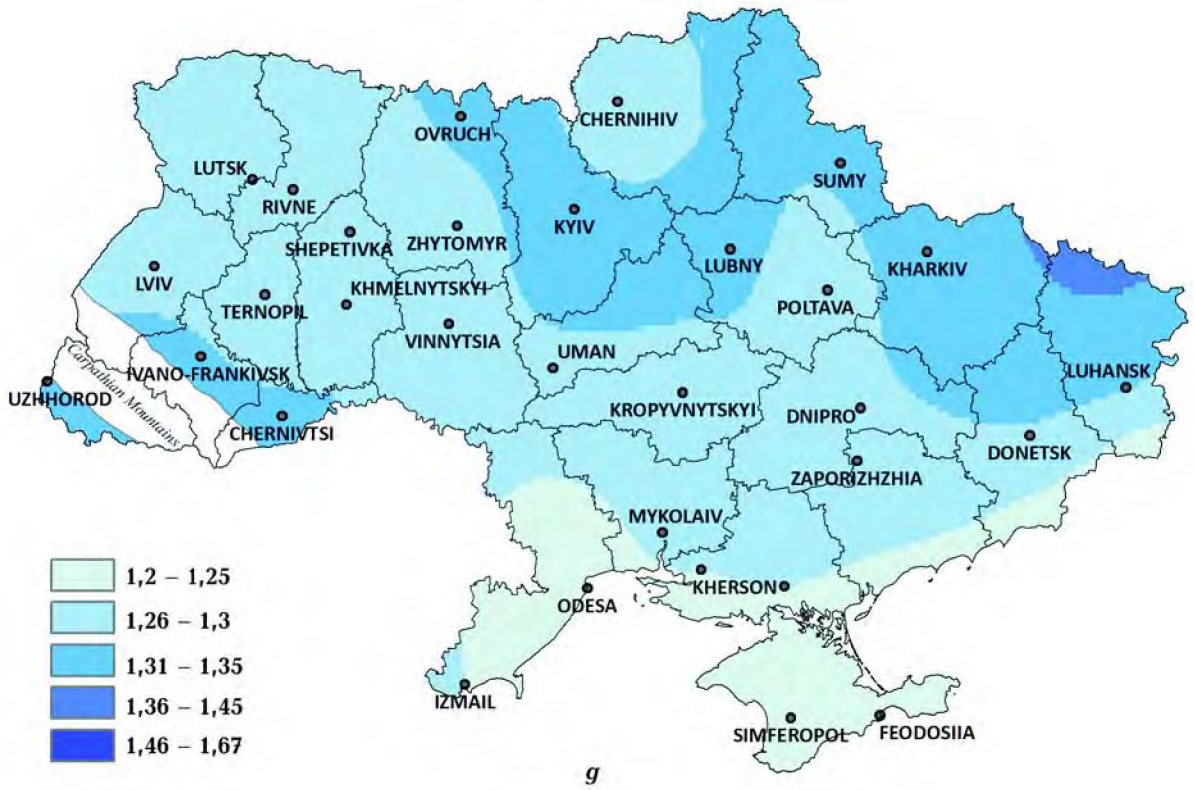 CHERNIHIV
OVRUCH
LUTSK
SUMY
RIVNE
KYIV
SHEPETIVKA
ZHYTOMYR
LUBNY
KHARKIV
LVIV
KHMELNYTSKYI
TERNOPIL
POLTAVA
VINNYTSIA
UMAN
Carpathian Mountains
IVANO-FRANKIVSK
LUHANSK
UZHHOROD
KROPYVNYTSKYI
DNIPRO
CHERNIVTSI
DONETSK
ZAPORIZHZHIA
MYKOLAIV
1,2 – 1,25
KHERSON
ODESA
1,26 – 1,3
1,31 – 1,35
IZMAIL
1,36 – 1,45
SIMFEROPOL
FEODOSIIA
1,46 – 1,67
g